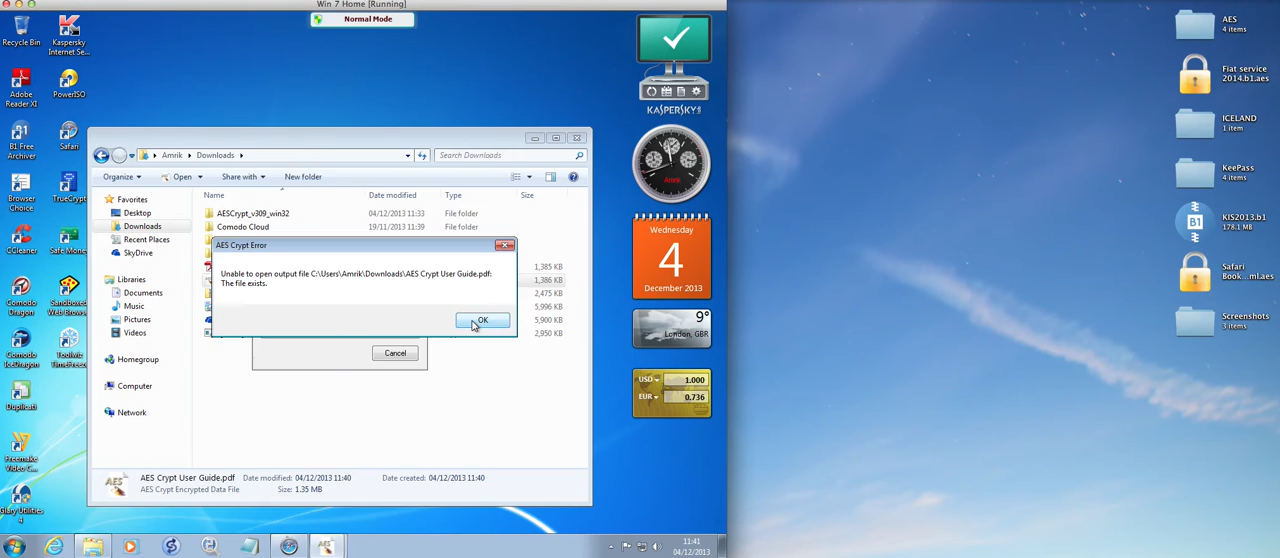 Win 7 Home [Running]
Normal Mode
Recycle Bin
Kaspersky
Internet Se...
Adobe
Reader XI
PowerISO
B1 Free
Archiver
Safari
Browser
Choice
TrueCrypt
CCleaner
Safe Money
Comodo
Dragon
Sandboxed
Web Browser
Comodo
IceDragon
Toolwiz
TimeFreeze
Duplicati
Freemake
Video C...
Glary Utilities
4
Amrik
Downloads
Search Downloads
Organize
Open
Share with
New folder
Favorites
Desktop
Downloads
Recent Places
SkyDrive
Libraries
Documents
Music
Pictures
Videos
Homegroup
Computer
Network
Name
Date modified
Type
Size
AESCrypt_v309_win32
04/12/2013 11:33
File folder
Comodo Cloud
19/11/2013 11:39
File folder
1,385 KB
1,386 KB
2,475 KB
5,996 KB
5,900 KB
2,950 KB
AES Crypt Error
Unable to open output file C:\Users\Amrik\Downloads\AES Crypt User Guide.pdf:
The file exists.
OK
Cancel
AES
AES Crypt User Guide.pdf Date modified: 04/12/2013 11:40 Date created: 04/12/2013 11:40
AES Crypt Encrypted Data File Size: 1.35 MB
KASPERSKY
Amrik
Wednesday
4
December 2013
9°
London, GBR
USD
1.000
EUR
0.736
11:41
04/12/2013
AES
4 items
Fiat service
2014.b1.aes
ICELAND
1 item
KeePass
4 items
B1
KIS2013.b1
178.1 MB
Safari
Book...ml.aes
Screenshots
3 items